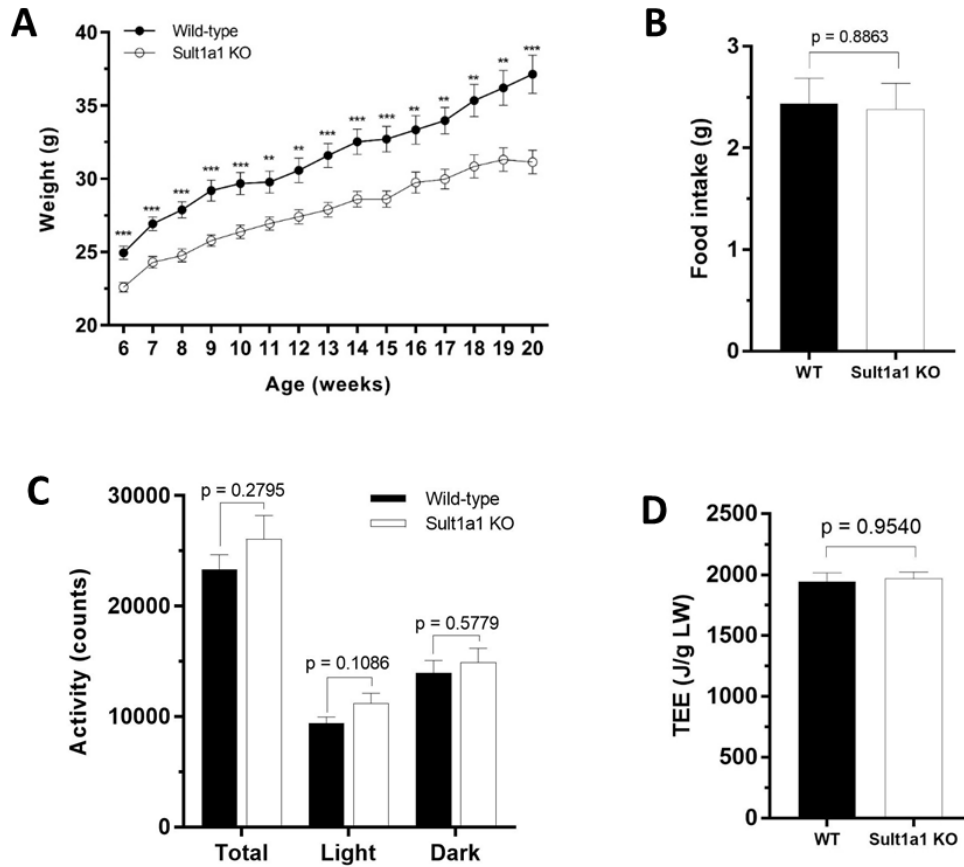 A
Wild-type
Sult1a1 KO
Weight (g)
40
35
30
25
20
*** *** *** *** *** ** ** *** *** *** ** ** ** ** ***
6 7 8 9 10 11 12 13 14 15 16 17 18 19 20
Age (weeks)
B
p = 0.8863
Food intake (g)
3
2
1
0
WT Sult1a1 KO
C
Wild-type
Sult1a1 KO
Activity (counts)
30000
20000
10000
0
p = 0.2795
p = 0.1086
p = 0.5779
Total Light Dark
D
p = 0.9540
TEE (J/g LW)
2500
2000
1500
1000
500
0
WT Sult1a1 KO